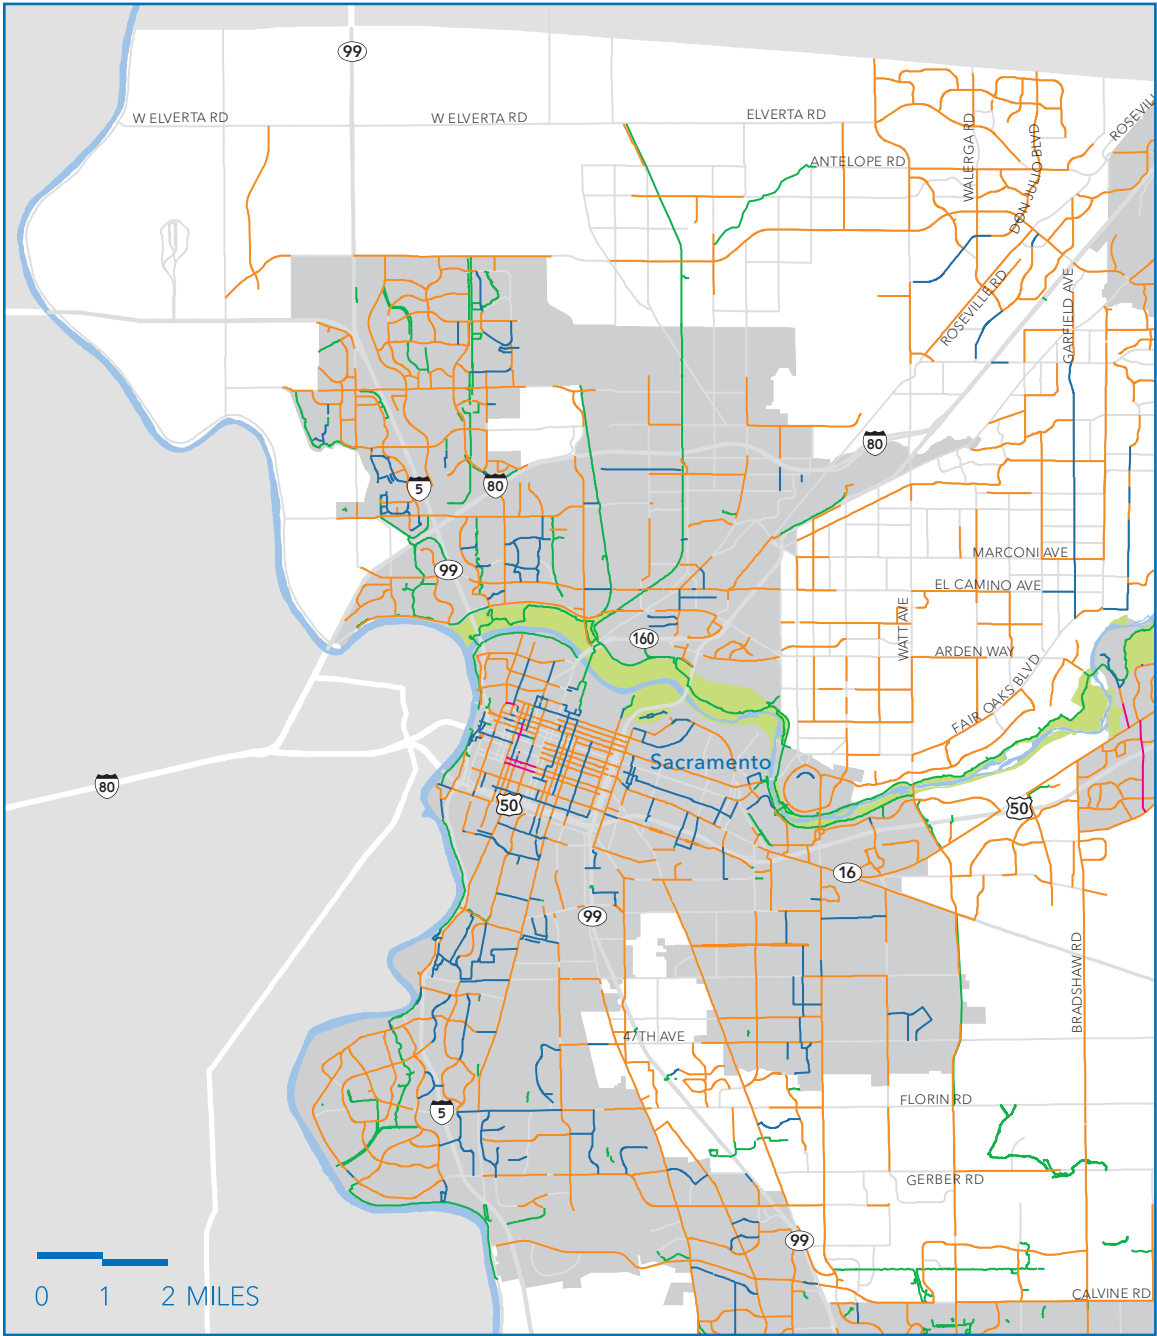 99
W ELVERTA RD
W ELVERTA RD
ELVERTA RD
ANTELOPE RD
WALERGA RD
DON JULIO BLVD
ROSEVILL
ROSEVILLE RD
GARFIELD AVE
80
5
80
99
MARCONI AVE
EL CAMINO AVE
WATT AVE
160
ARDEN WAY
FAIR OAKS BLVD
Sacramento
80
50
50
16
99
BRADSHAW RD
47TH AVE
5
FLORIN RD
GERBER RD
99
CALVINE RD
0 1 2 MILES